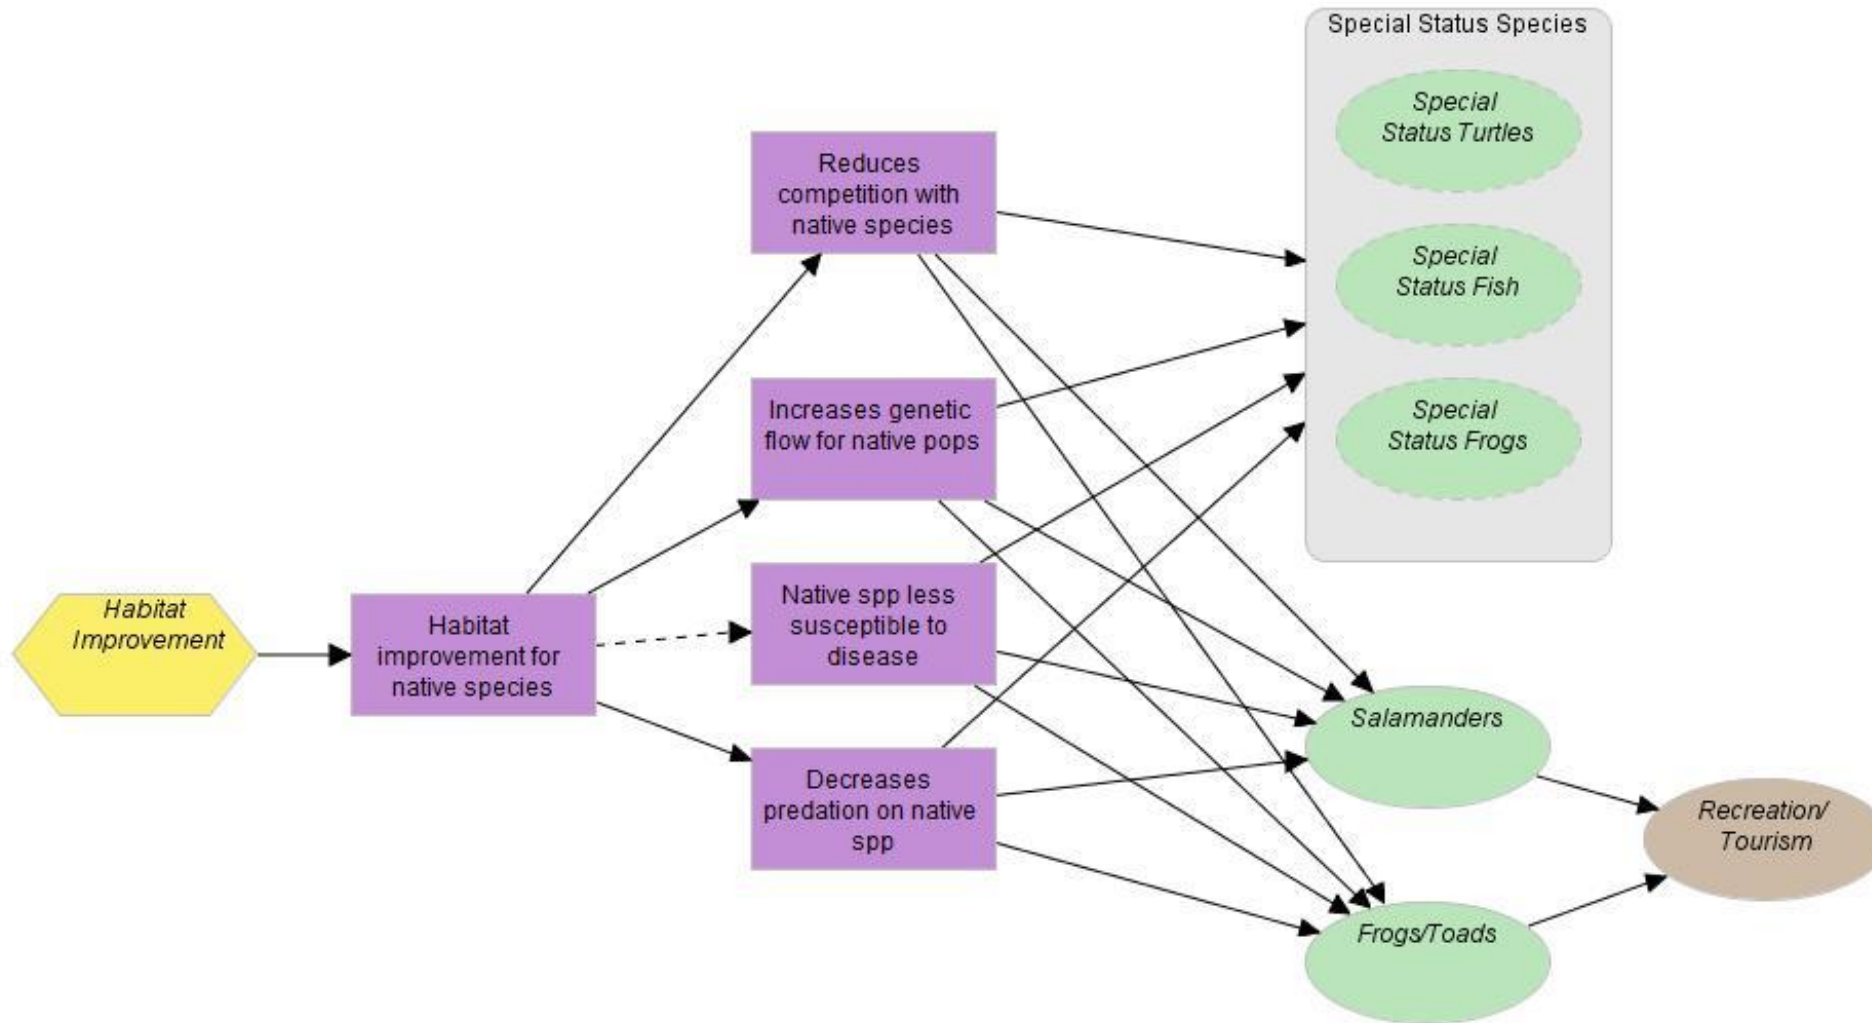 Special Status Species
Special
Status Turtles
Special
Status Fish
Special
Status Frogs
Reduces
competition with
native species
Increases genetic
flow for native pops
Native spp less
susceptible to
disease
Decreases
predation on native
spp
Habitat
Improvement
Habitat
improvement for
native species
Salamanders
Frogs/Toads
Recreation/
Tourism